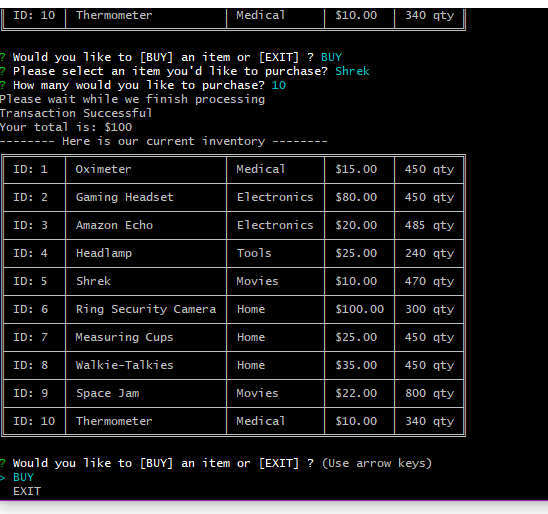 ID: 10 Thermometer Medical $10.00 340 qty
? Would you like to [BUY] an item or [EXIT] ? BUY
? Please select an item you'd like to purchase? Shrek
? How many would you like to purchase? 10
Please wait while we finish processing
Transaction Successful
Your total is: $100
-------- Here is our current inventory --------
ID: 1 Oximeter Medical $15.00 450 qty
ID: 2 Gaming Headset Electronics $80.00 450 qty
ID: 3 Amazon Echo Electronics $20.00 485 qty
ID: 4 Headlamp Tools $25.00 240 qty
ID: 5 Shrek Movies $10.00 470 qty
ID: 6 Ring Security Camera Home $100.00 300 qty
ID: 7 Measuring Cups Home $25.00 450 qty
ID: 8 Walkie-Talkies Home $35.00 450 qty
ID: 9 Space Jam Movies $22.00 800 qty
ID: 10 Thermometer Medical $10.00 340 qty
? Would you like to [BUY] an item or [EXIT] ? (Use arrow keys)
> BUY
EXIT